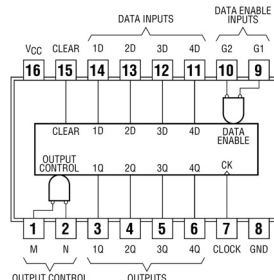 DATA ENABLE
DATA INPUTS INPUTS
VCC CLEAR 1D 2D 3D 4D G2 G1
16 15 14 13 12 11 10 9
CLEAR 1D 2D 3D 4D DATA
ENABLE
OUTPUT
CONTROL 1Q 2Q 3Q 4Q CK
1 2 3 4 5 6 7 8
M N 1Q 2Q 3Q 4Q CLOCK GND
OUTPUT CONTROL OUTPUTS